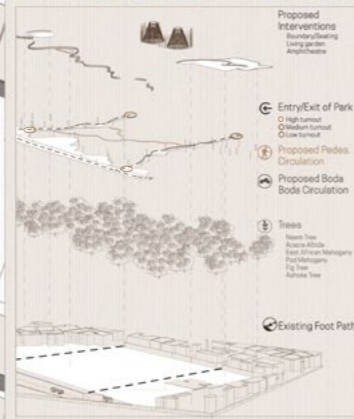 Proposed
Interventions
Boundary/Seating
Living garden
Amphitheatre
Entry/Exit of Park
High turnout
Medium turnout
Low turnout
Proposed Pedes.
Circulation
Proposed Boda
Boda Circulation
Trees
Neem Tree
Acacia Albida
East African Mahogany
Pod Mahogany
Fig Tree
Ashoka Tree
Existing Foot Path